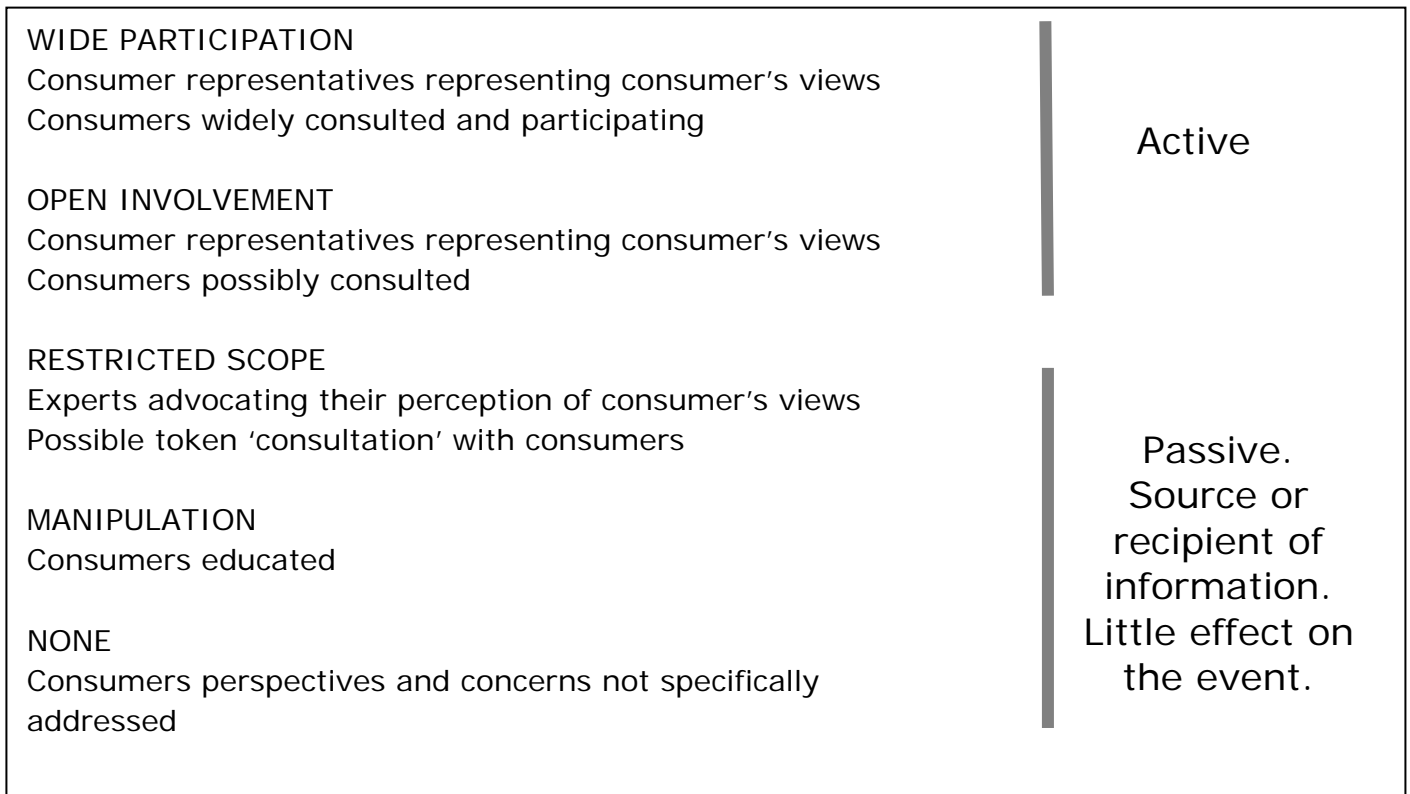 WIDE PARTICIPATION
Consumer representatives representing consumer’s views
Consumers widely consulted and participating
OPEN INVOLVEMENT
Consumer representatives representing consumer’s views
Consumers possibly consulted
RESTRICTED SCOPE
Experts advocating their perception of consumer’s views
Possible token ‘consultation’ with consumers
MANIPULATION
Consumers educated
NONE
Consumers perspectives and concerns not specifically
addressed
Active
Passive.
Source or
recipient of
information.
Little effect on
the event.